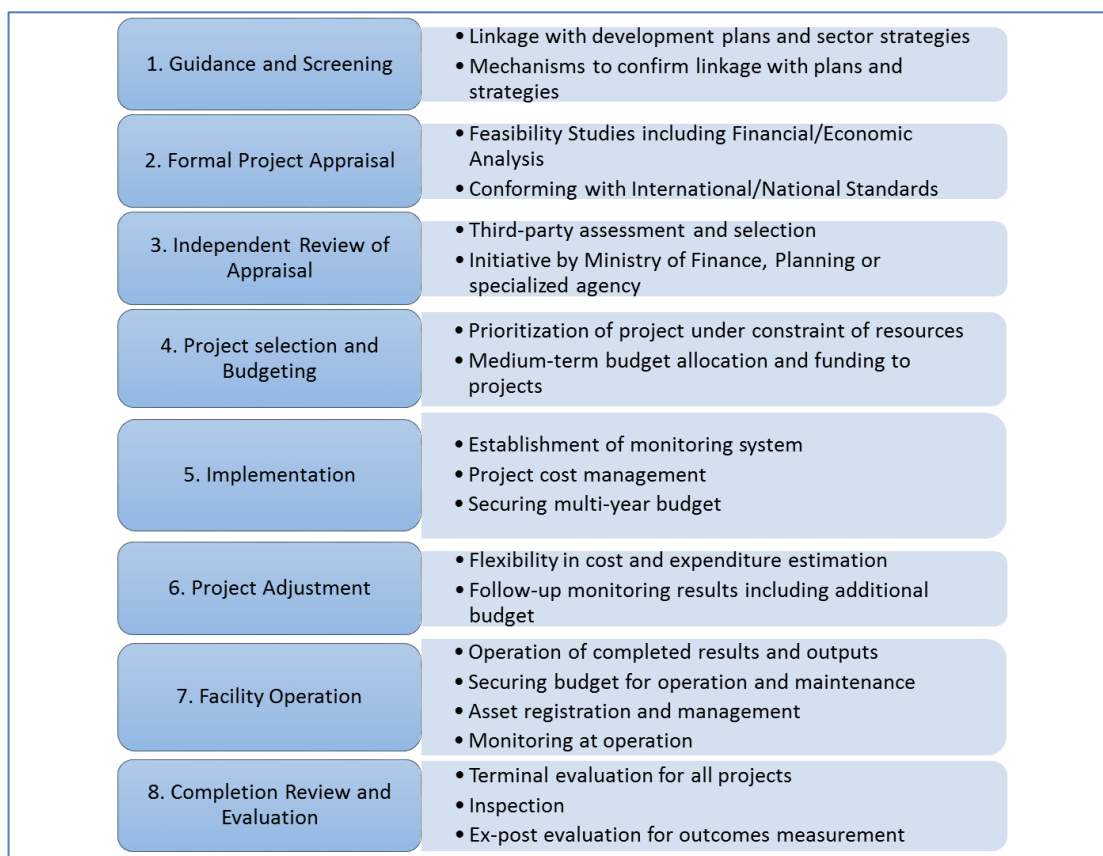 1. Guidance and Screening
• Linkage with development plans and sector strategies
• Mechanisms to confirm linkage with plans and
strategies
2. Formal Project Appraisal
• Feasibility Studies including Financial/Economic
Analysis
• Conforming with International/National Standards
3. Independent Review of
Appraisal
• Third-party assessment and selection
• Initiative by Ministry of Finance, Planning or
specialized agency
4. Project selection and
Budgeting
• Prioritization of project under constraint of resources
• Medium-term budget allocation and funding to
projects
5. Implementation
• Establishment of monitoring system
• Project cost management
• Securing multi-year budget
6. Project Adjustment
• Flexibility in cost and expenditure estimation
• Follow-up monitoring results including additional
budget
7. Facility Operation
• Operation of completed results and outputs
• Securing budget for operation and maintenance
• Asset registration and management
• Monitoring at operation
8. Completion Review and
Evaluation
• Terminal evaluation for all projects
• Inspection
• Ex-post evaluation for outcomes measurement